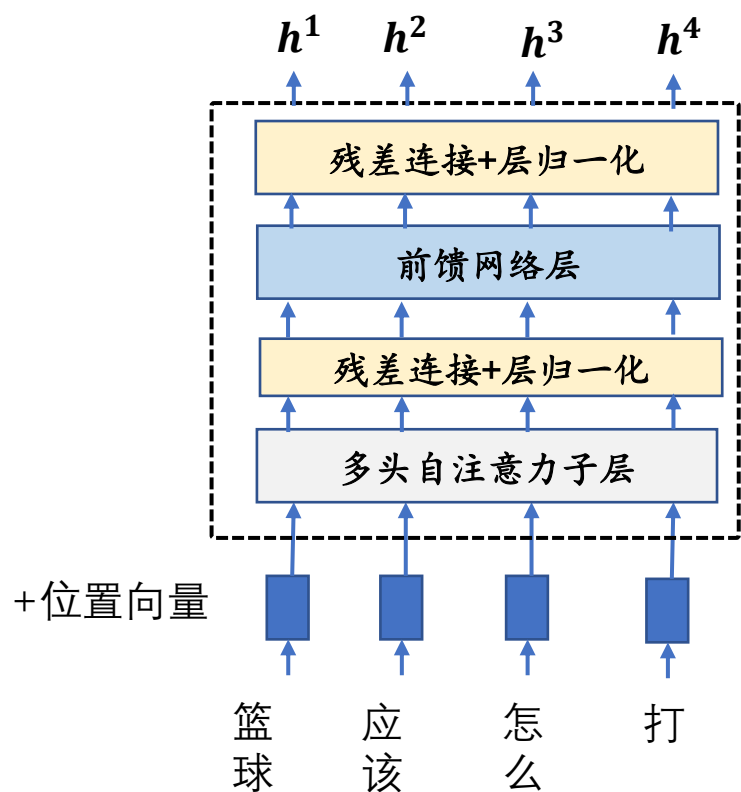 h¹ h² h³ h⁴
残差连接+层归一化
前馈网络层
残差连接+层归一化
多头自注意力子层
+位置向量
篮球 应该 怎么 打